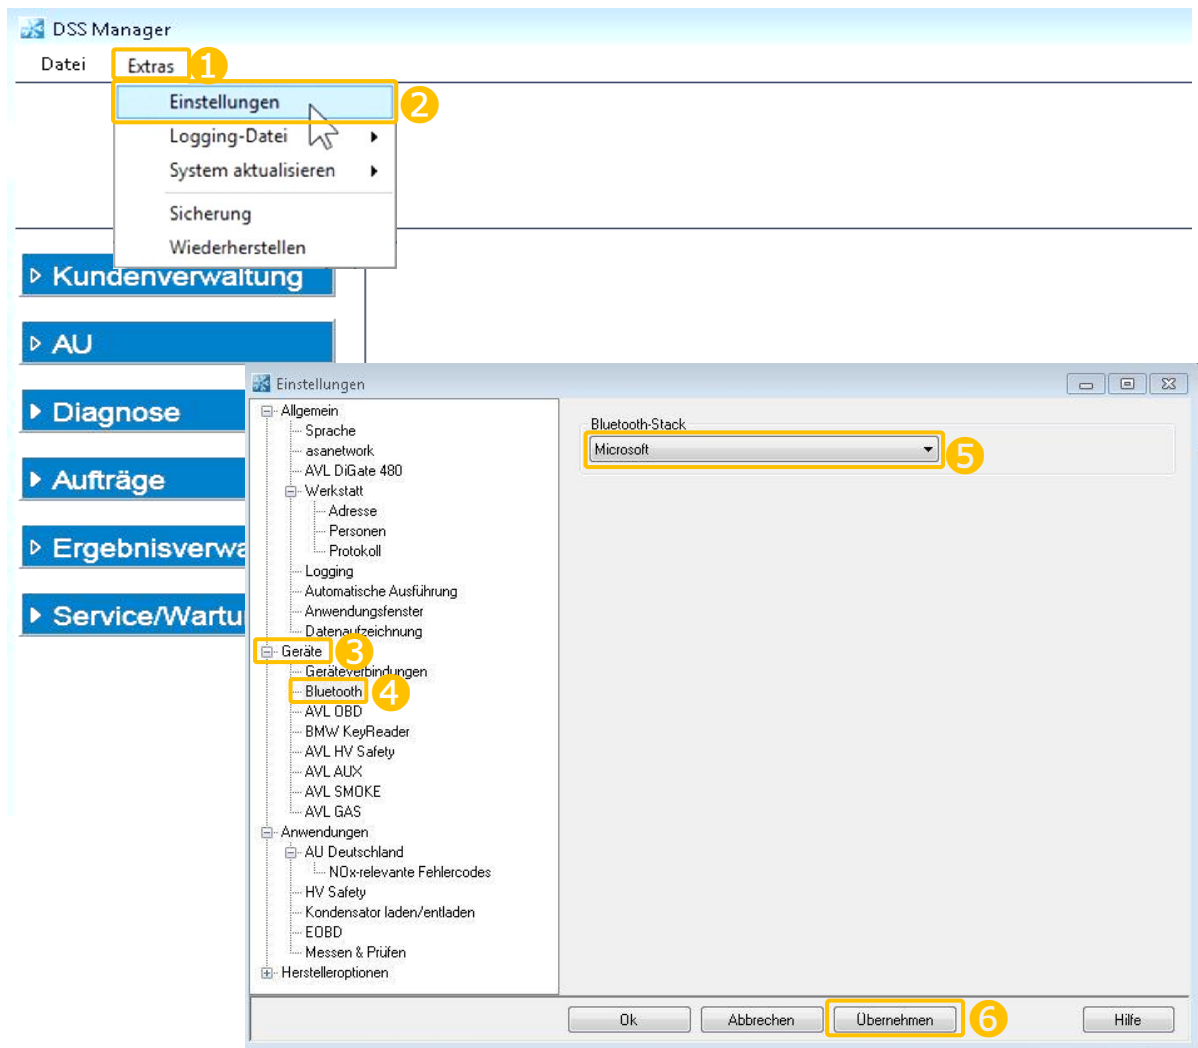 DSS Manager
Datei Extras 1
Einstellungen 2
Logging-Datei
System aktualisieren
Sicherung
Wiederherstellen
Kundenverwaltung
AU
Diagnose
Aufträge
Ergebnisverwa
Service/Wartu
Einstellungen
Allgemein
Sprache
asanetwork
AVL DiGate 480
Werkstatt
Adresse
Personen
Protokoll
Logging
Automatische Ausführung
Anwendungsfenster
Datenaufzeichnung
Geräte 3
Geräteverbindungen
Bluetooth 4
AVL OBD
BMW KeyReader
AVL HV Safety
AVL AUX
AVL SMOKE
AVL GAS
Anwendungen
AU Deutschland
NOx-relevante Fehlercodes
HV Safety
Kondensator laden/entladen
EOBD
Messen & Prüfen
Herstelleroptionen
Bluetooth-Stack
Microsoft 5
Ok Abbrechen Übernehmen 6 Hilfe